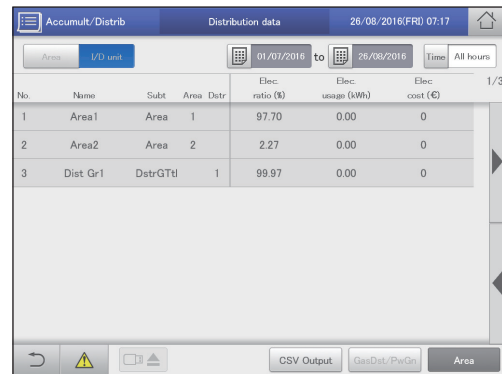 Accumult/Distrib Distribution data 26/08/2016(FRI) 07:17
Area I/D unit 01/07/2016 to 26/08/2016 Time All hours
Elec. Elec. Elec 1/3
No. Name Subt Area Dstr ratio (%) usage (kWh) cost (€)
1 Area1 Area 1 97.70 0.00 0
2 Area2 Area 2 2.27 0.00 0
3 Dist Gr1 DstrGTtl 1 99.97 0.00 0
CSV Output GasDst/PwGn Area